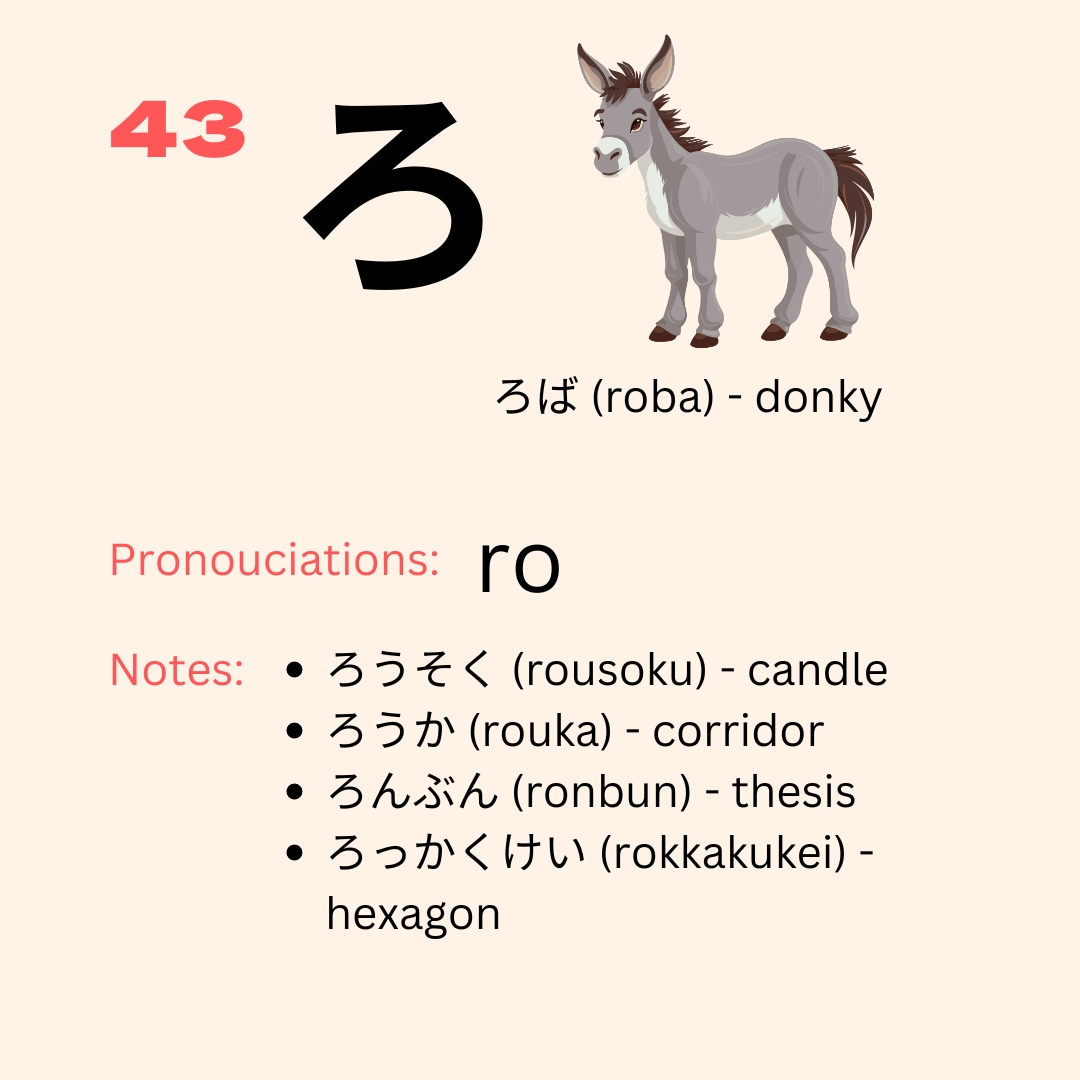 43
ろ
ろば (roba) - donky
Pronouciations: ro
Notes:
• ろうそく (rousoku) - candle
• ろうか (rouka) - corridor
• ろんぶん (ronbun) - thesis
• ろっかくけい (rokkakukei) -
hexagon